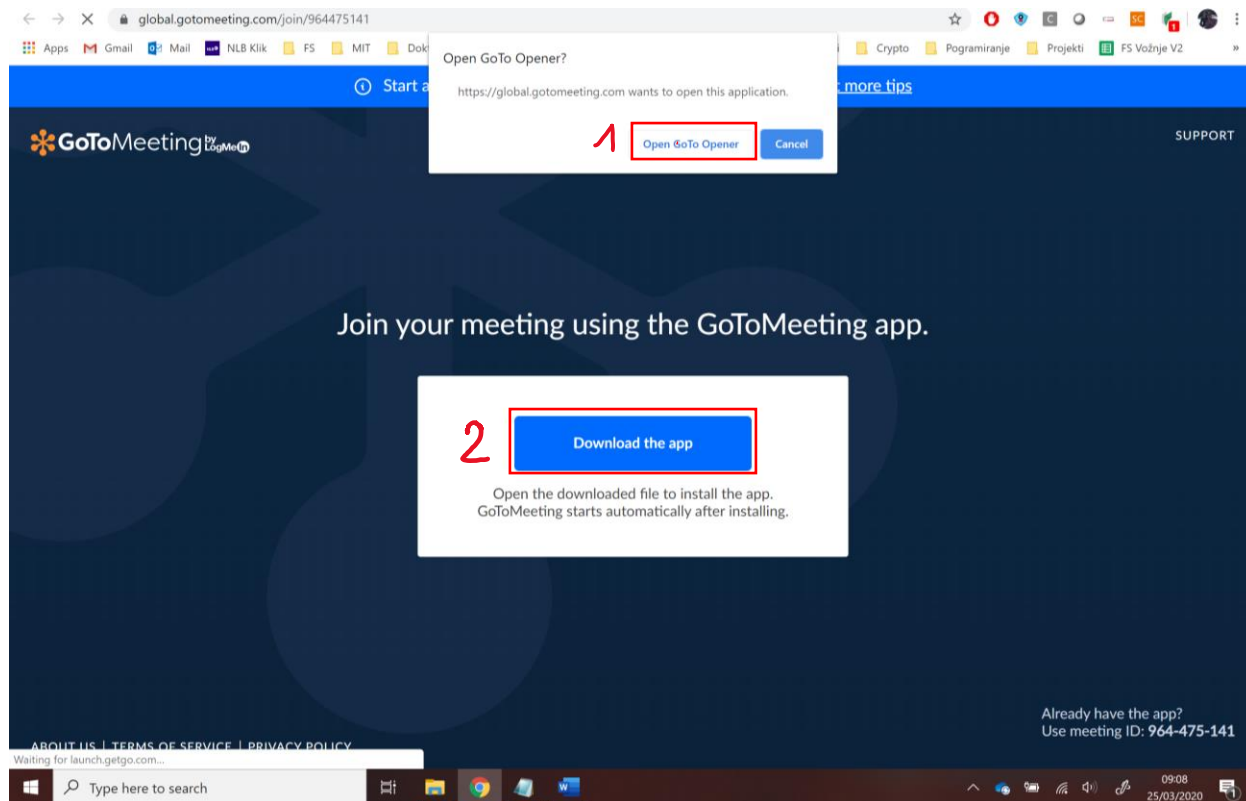 global.gotomeeting.com/join/964475141
Apps Gmail Mail NLB Klik FS MIT Dok Crypto Pogramiranje Projekti FS Vožnje V2 »
Start a
more tips
Open GoTo Opener?
https://global.gotomeeting.com wants to open this application.
1
Open GoTo Opener Cancel
GoToMeeting by LogMeIn
SUPPORT
Join your meeting using the GoToMeeting app.
2
Download the app
Open the downloaded file to install the app.
GoToMeeting starts automatically after installing.
Already have the app?
Use meeting ID: 964-475-141
ABOUT US | TERMS OF SERVICE | PRIVACY POLICY
Waiting for launch.getgo.com...
Type here to search
09:08
25/03/2020